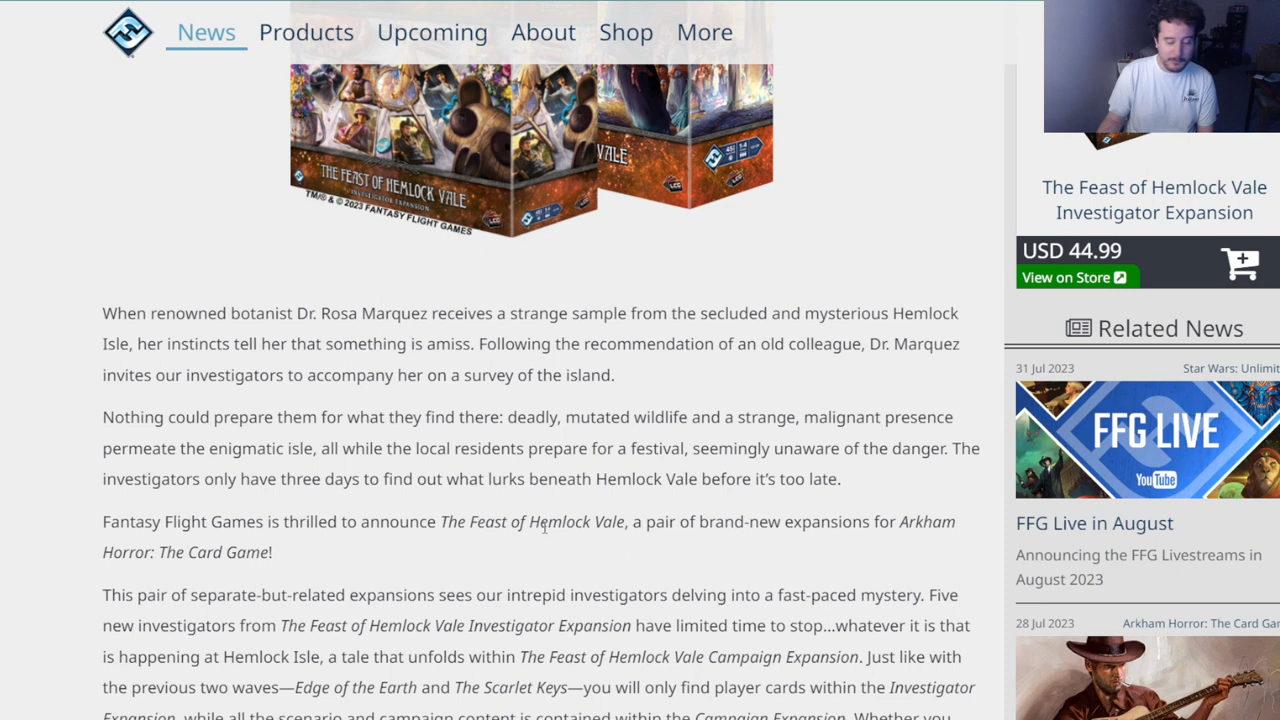 News Products Upcoming About Shop More
THE FEAST OF HEMLOCK VALE
INVESTIGATOR EXPANSION
TM/® & © 2023 FANTASY FLIGHT GAMES
VALE
When renowned botanist Dr. Rosa Marquez receives a strange sample from the secluded and mysterious Hemlock
Isle, her instincts tell her that something is amiss. Following the recommendation of an old colleague, Dr. Marquez
invites our investigators to accompany her on a survey of the island.
Nothing could prepare them for what they find there: deadly, mutated wildlife and a strange, malignant presence
permeate the enigmatic isle, all while the local residents prepare for a festival, seemingly unaware of the danger. The
investigators only have three days to find out what lurks beneath Hemlock Vale before it's too late.
Fantasy Flight Games is thrilled to announce The Feast of Hemlock Vale, a pair of brand-new expansions for Arkham
Horror: The Card Game!
This pair of separate-but-related expansions sees our intrepid investigators delving into a fast-paced mystery. Five
new investigators from The Feast of Hemlock Vale Investigator Expansion have limited time to stop…whatever it is that
is happening at Hemlock Isle, a tale that unfolds within The Feast of Hemlock Vale Campaign Expansion. Just like with
the previous two waves—Edge of the Earth and The Scarlet Keys—you will only find player cards within the Investigator
Expansion, while all the scenario and campaign content is contained within the Campaign Expansion. Whether you
The Feast of Hemlock Vale
Investigator Expansion
USD 44.99
View on Store
Related News
31 Jul 2023 Star Wars: Unlimit
FFG LIVE
YouTube
FFG Live in August
Announcing the FFG Livestreams in
August 2023
28 Jul 2023 Arkham Horror: The Card Gam